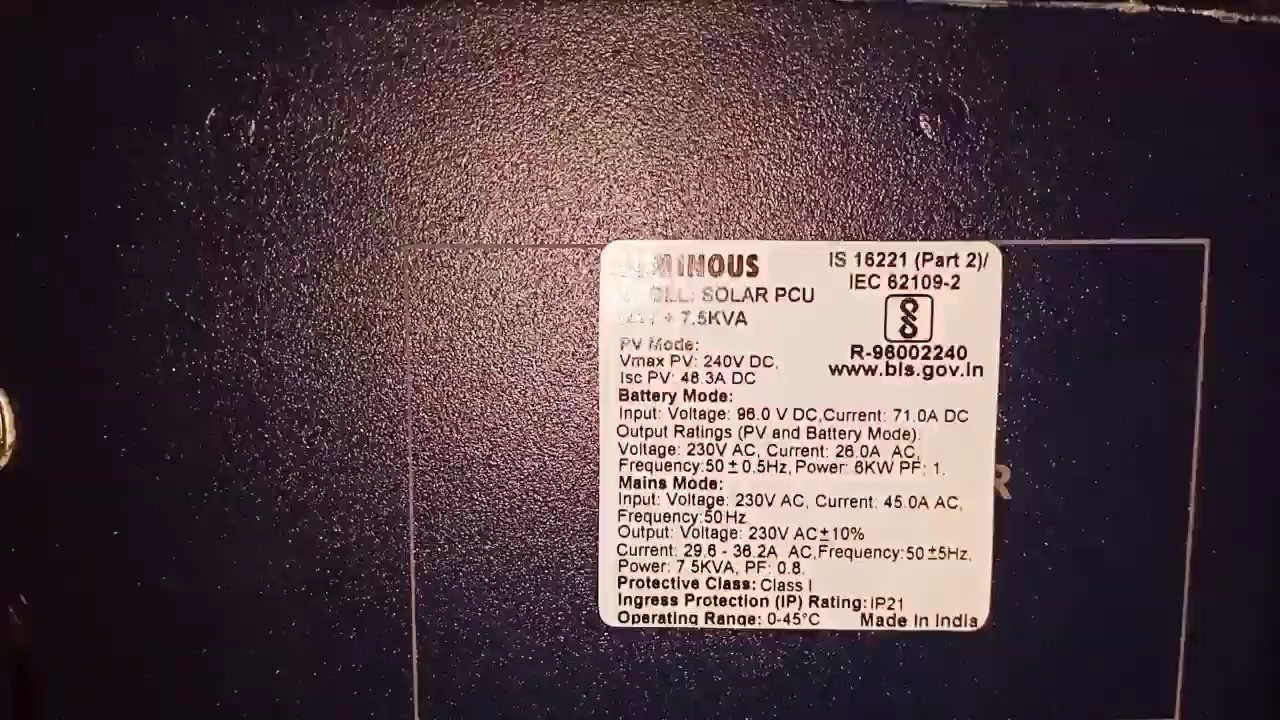 LUMINOUS
MODEL: SOLAR PCU
7.5KVA
IS 16221 (Part 2)/
IEC 62109-2
R-96002240
www.bis.gov.in
PV Mode:
Vmax PV: 240V DC,
Isc PV: 48.3A DC
Battery Mode:
Input: Voltage: 96.0 V DC,Current: 71.0A DC
Output Ratings (PV and Battery Mode):
Voltage: 230V AC, Current: 26.0A AC,
Frequency:50 ± 0.5Hz, Power: 6KW PF: 1.
Mains Mode:
Input: Voltage: 230V AC, Current: 45.0A AC,
Frequency:50Hz
Output: Voltage: 230V AC±10%
Current: 29.6 - 36.2A AC,Frequency:50 ±5Hz,
Power: 7.5KVA, PF: 0.8.
Protective Class: Class I
Ingress Protection (IP) Rating: IP21
Operating Range: 0-45°C Made In India
R